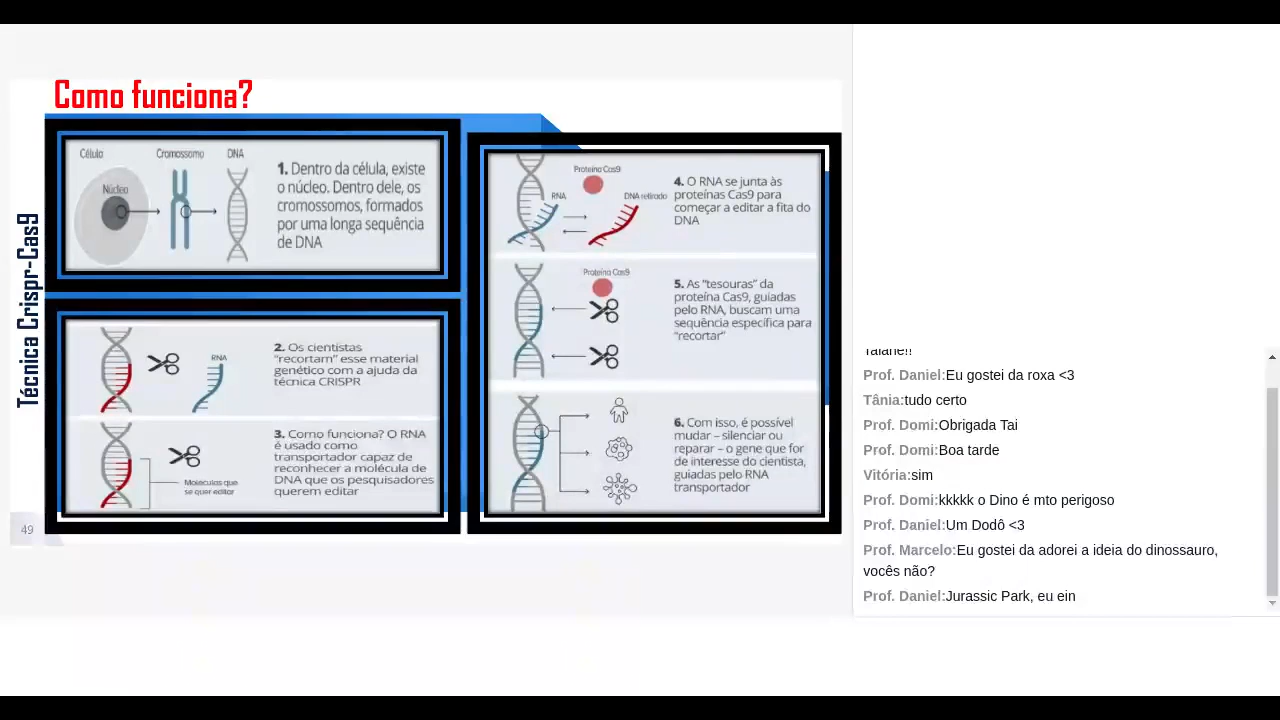 Como funciona?
Técnica Crispr-Cas9
Célula
Cromossomo
DNA
Núcleo
1. Dentro da célula, existe
o núcleo. Dentro dele, os
cromossomos, formados
por uma longa sequência
de DNA
RNA
2. Os cientistas
"recortam" esse material
genético com a ajuda da
técnica CRISPR
Moléculas que
se quer editar
3. Como funciona? O RNA
é usado como
transportador capaz de
reconhecer a molécula de
DNA que os pesquisadores
querem editar
Proteína Cas9
RNA
DNA retirado
4. O RNA se junta às
proteínas Cas9 para
começar a editar a fita do
DNA
Proteína Cas9
5. As "tesouras" da
proteína Cas9, guiadas
pelo RNA, buscam uma
sequência específica para
"recortar"
6. Com isso, é possível
mudar – silenciar ou
reparar – o gene que for
de interesse do cientista,
guiadas pelo RNA
transportador
49
Taiane!!
Prof. Daniel:Eu gostei da roxa <3
Tânia:tudo certo
Prof. Domi:Obrigada Tai
Prof. Domi:Boa tarde
Vitória:sim
Prof. Domi:kkkkk o Dino é mto perigoso
Prof. Daniel:Um Dodô <3
Prof. Marcelo:Eu gostei da adorei a ideia do dinossauro,
vocês não?
Prof. Daniel:Jurassic Park, eu ein